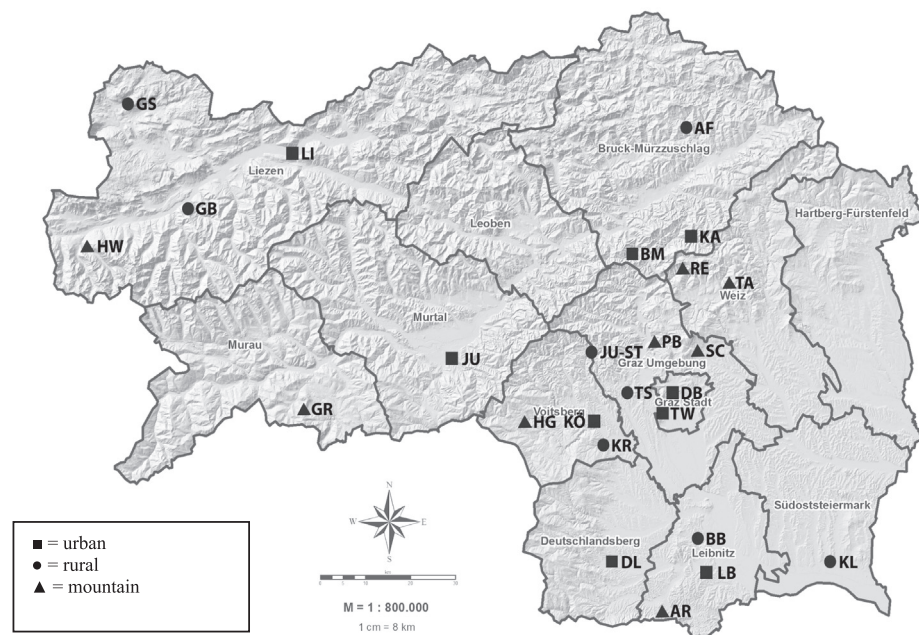 GS
AF
Bruck-Mürzzuschlag
LI
Liezen
GB
Hartberg-Fürstenfeld
Leoben
HW
KA
BM
RE
TA
Weiz
Murtal
Murau
JU
PB
SC
JU-ST
Graz Umgebung
TS
DB
Graz Stadt
TW
GR
Voitsberg
HG
KÖ
KR
Südoststeiermark
N
W
E
S
■ = urban
● = rural
▲ = mountain
Deutschlandsberg
BB
Leibnitz
DL
LB
KL
AR
km
M = 1 : 800.000
1 cm = 8 km